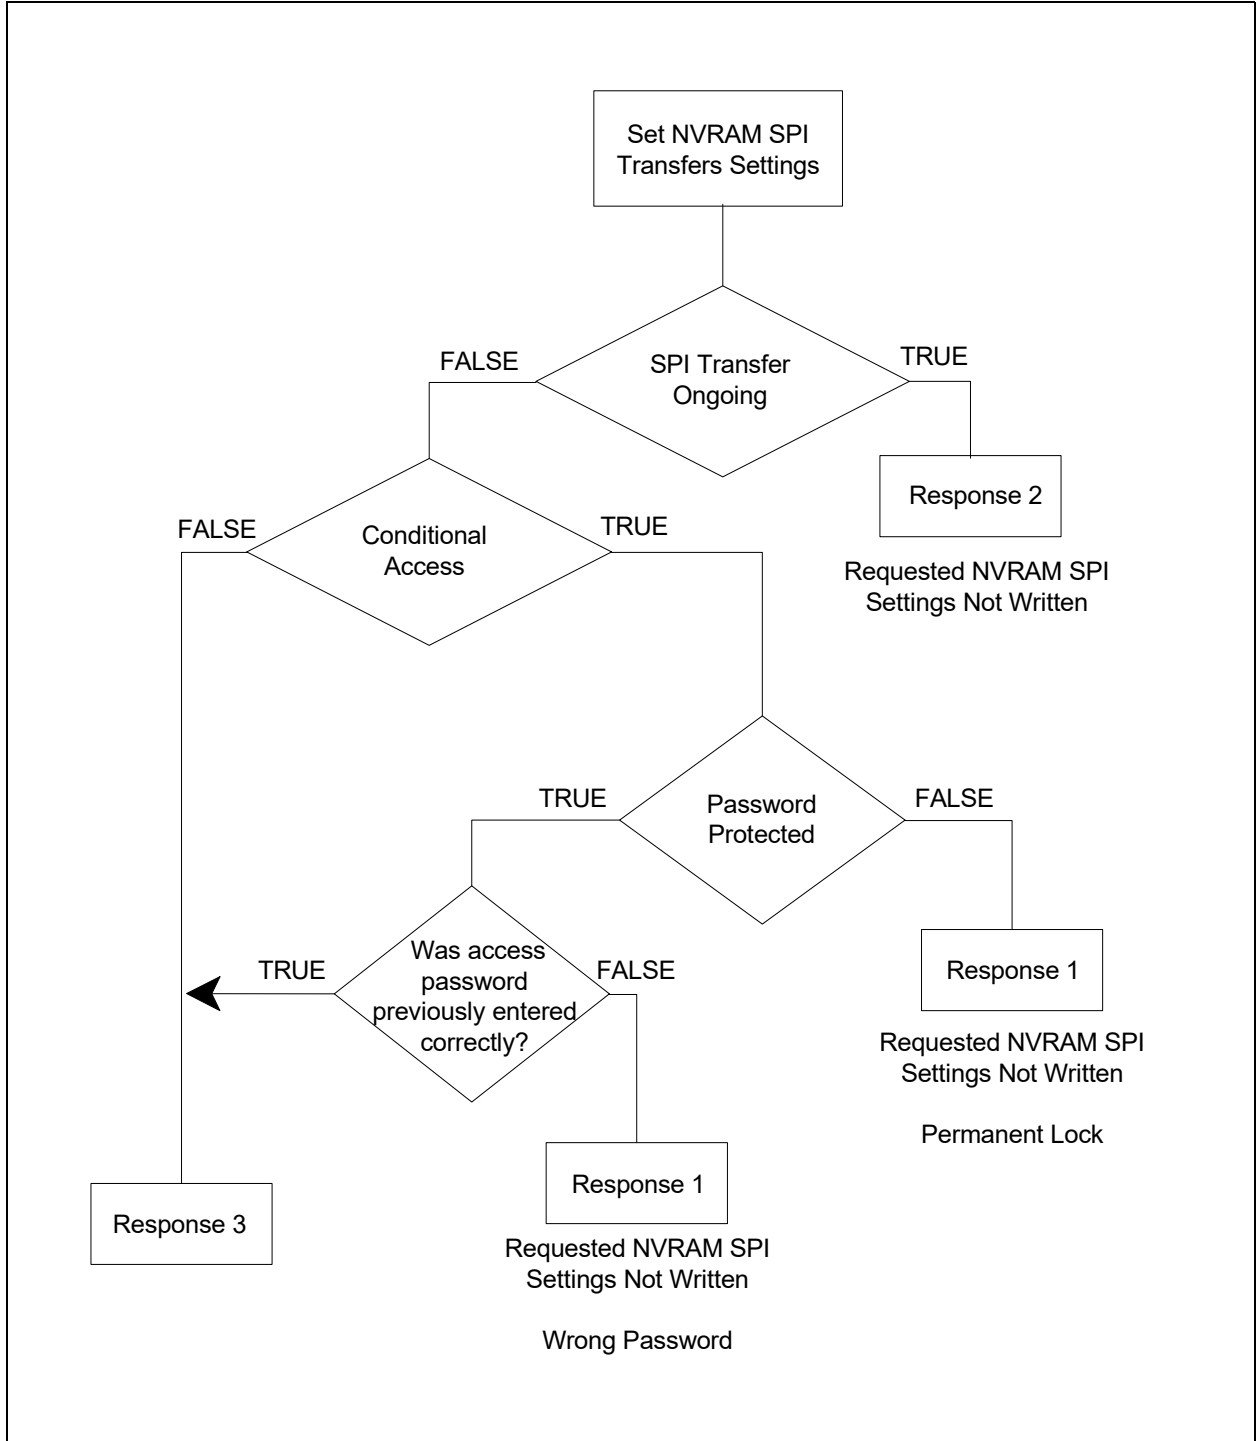 Set NVRAM SPI
Transfers Settings
FALSE
SPI Transfer
Ongoing
TRUE
Response 2
Requested NVRAM SPI
Settings Not Written
FALSE
Conditional
Access
TRUE
TRUE
Password
Protected
FALSE
Response 1
Requested NVRAM SPI
Settings Not Written
Permanent Lock
TRUE
Was access
password
previously entered
correctly?
FALSE
Response 1
Requested NVRAM SPI
Settings Not Written
Wrong Password
Response 3